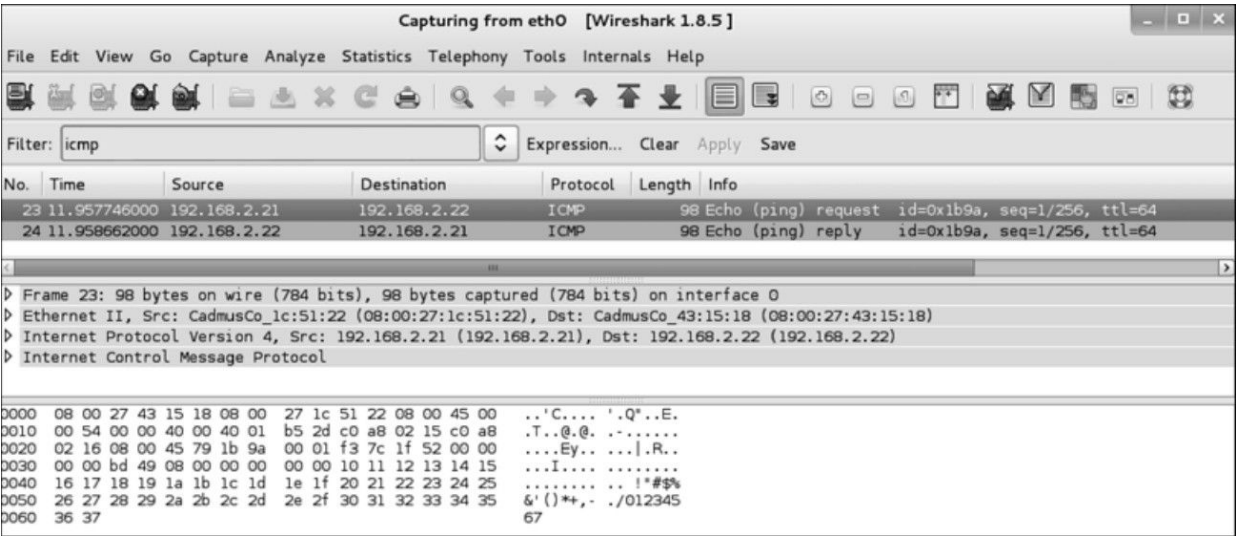 Capturing from eth0 [Wireshark 1.8.5 ]
File Edit View Go Capture Analyze Statistics Telephony Tools Internals Help
Filter: icmp Expression... Clear Apply Save
No. Time Source Destination Protocol Length Info
23 11.957746000 192.168.2.21 192.168.2.22 ICMP 98 Echo (ping) request id=0x1b9a, seq=1/256, ttl=64
24 11.958662000 192.168.2.22 192.168.2.21 ICMP 98 Echo (ping) reply id=0x1b9a, seq=1/256, ttl=64
Frame 23: 98 bytes on wire (784 bits), 98 bytes captured (784 bits) on interface 0
Ethernet II, Src: CadmusCo_1c:51:22 (08:00:27:1c:51:22), Dst: CadmusCo_43:15:18 (08:00:27:43:15:18)
Internet Protocol Version 4, Src: 192.168.2.21 (192.168.2.21), Dst: 192.168.2.22 (192.168.2.22)
Internet Control Message Protocol
0000 08 00 27 43 15 18 08 00 27 1c 51 22 08 00 45 00 ..'C.... '.Q"..E.
0010 00 54 00 00 40 00 40 01 b5 2d c0 a8 02 15 c0 a8 .T..@.@. .-......
0020 02 16 08 00 45 79 1b 9a 00 01 f3 7c 1f 52 00 00 ....Ey.. ...|.R..
0030 00 00 bd 49 08 00 00 00 00 00 10 11 12 13 14 15 ...I.... ........
0040 16 17 18 19 1a 1b 1c 1d 1e 1f 20 21 22 23 24 25 ........ .. !"#$%
0050 26 27 28 29 2a 2b 2c 2d 2e 2f 30 31 32 33 34 35 &'()*+,- ./012345
0060 36 37 67